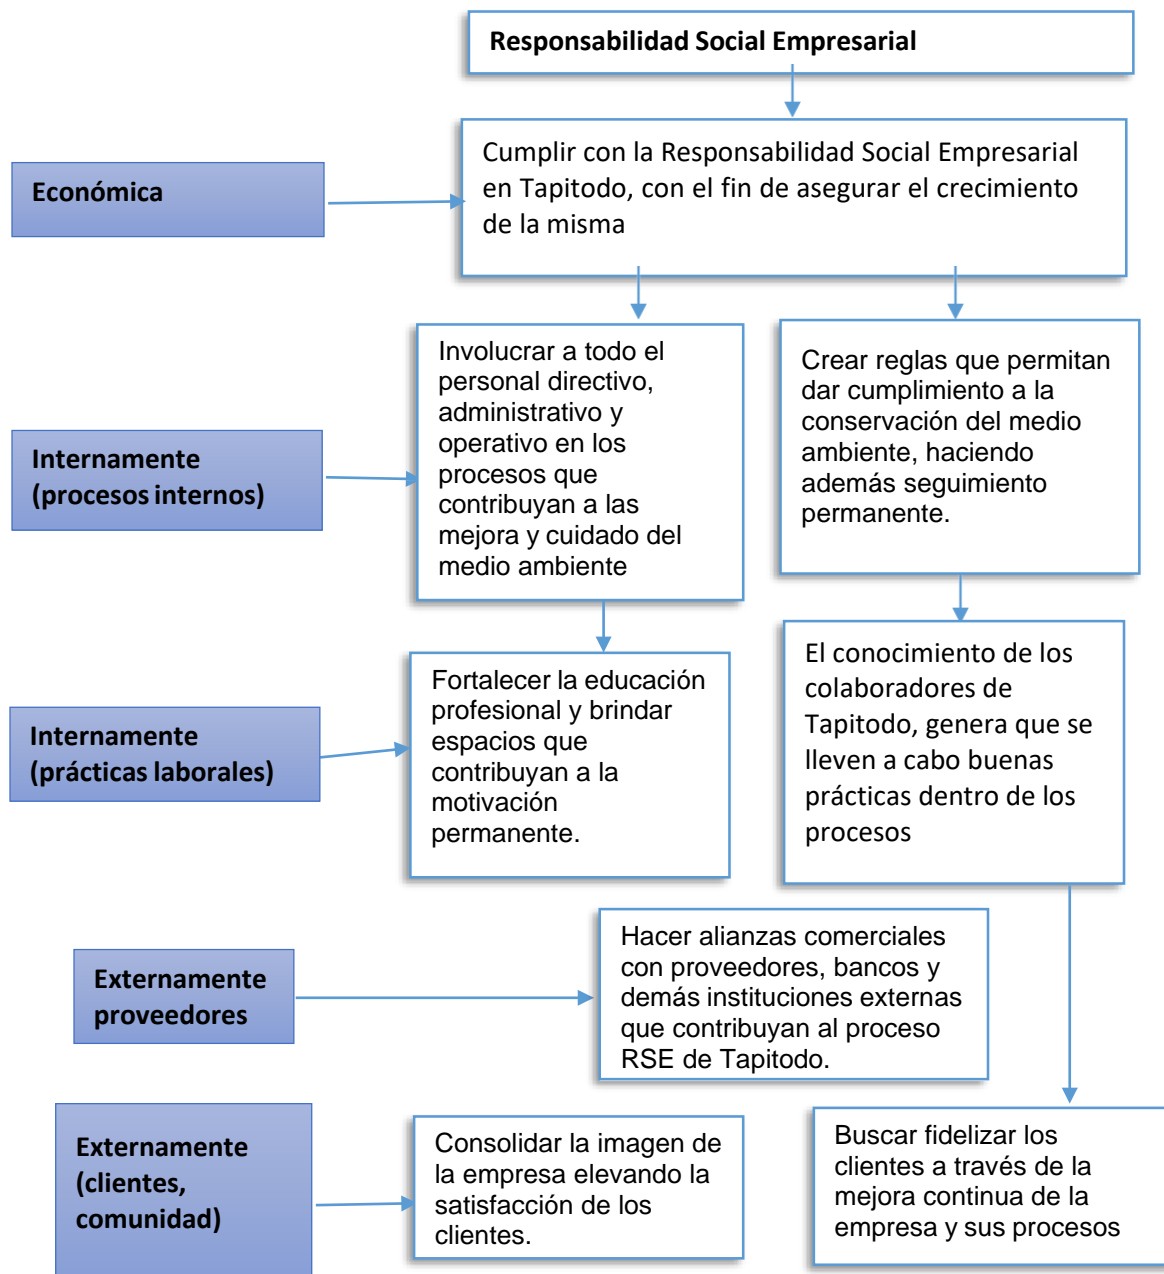 Responsabilidad Social Empresarial
Económica
Cumplir con la Responsabilidad Social Empresarial
en Tapitodo, con el fin de asegurar el crecimiento
de la misma
Internamente
(procesos internos)
Involucrar a todo el
personal directivo,
administrativo y
operativo en los
procesos que
contribuyan a las
mejora y cuidado del
medio ambiente
Crear reglas que permitan
dar cumplimiento a la
conservación del medio
ambiente, haciendo
además seguimiento
permanente.
Internamente
(prácticas laborales)
Fortalecer la educación
profesional y brindar
espacios que
contribuyan a la
motivación
permanente.
El conocimiento de los
colaboradores de
Tapitodo, genera que se
lleven a cabo buenas
prácticas dentro de los
procesos
Externamente
proveedores
Hacer alianzas comerciales
con proveedores, bancos y
demás instituciones externas
que contribuyan al proceso
RSE de Tapitodo.
Externamente
(clientes,
comunidad)
Consolidar la imagen de
la empresa elevando la
satisfacción de los
clientes.
Buscar fidelizar los
clientes a través de la
mejora continua de la
empresa y sus procesos